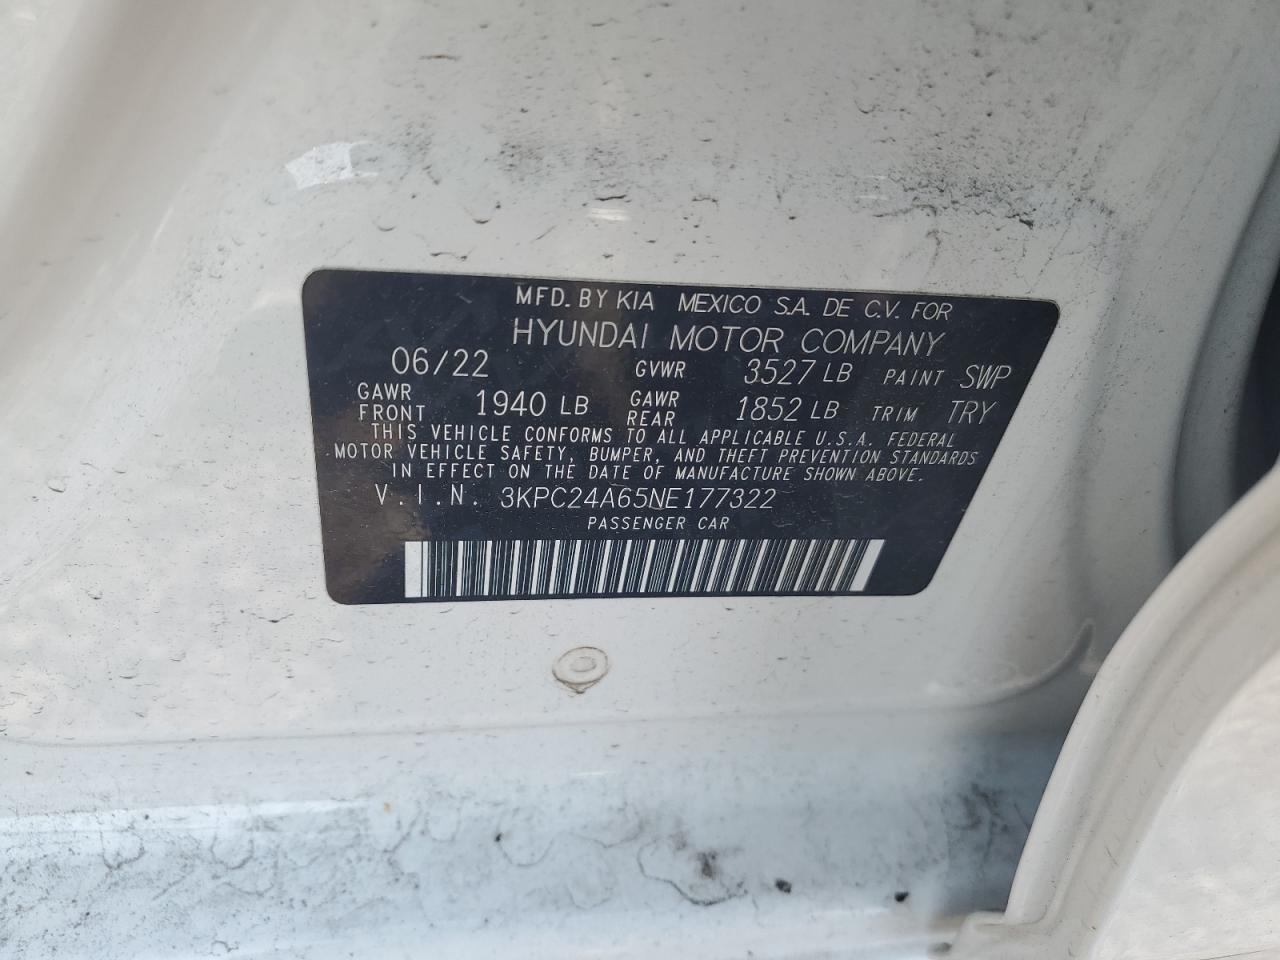 MFD. BY KIA MEXICO S.A. DE C.V. FOR
HYUNDAI MOTOR COMPANY
06/22 GVWR 3527 LB PAINT SWP
GAWR FRONT 1940 LB GAWR REAR 1852 LB TRIM TRY
THIS VEHICLE CONFORMS TO ALL APPLICABLE U.S.A. FEDERAL
MOTOR VEHICLE SAFETY, BUMPER, AND THEFT PREVENTION STANDARDS
IN EFFECT ON THE DATE OF MANUFACTURE SHOWN ABOVE.
V.I.N. 3KPC24A65NE177322
PASSENGER CAR